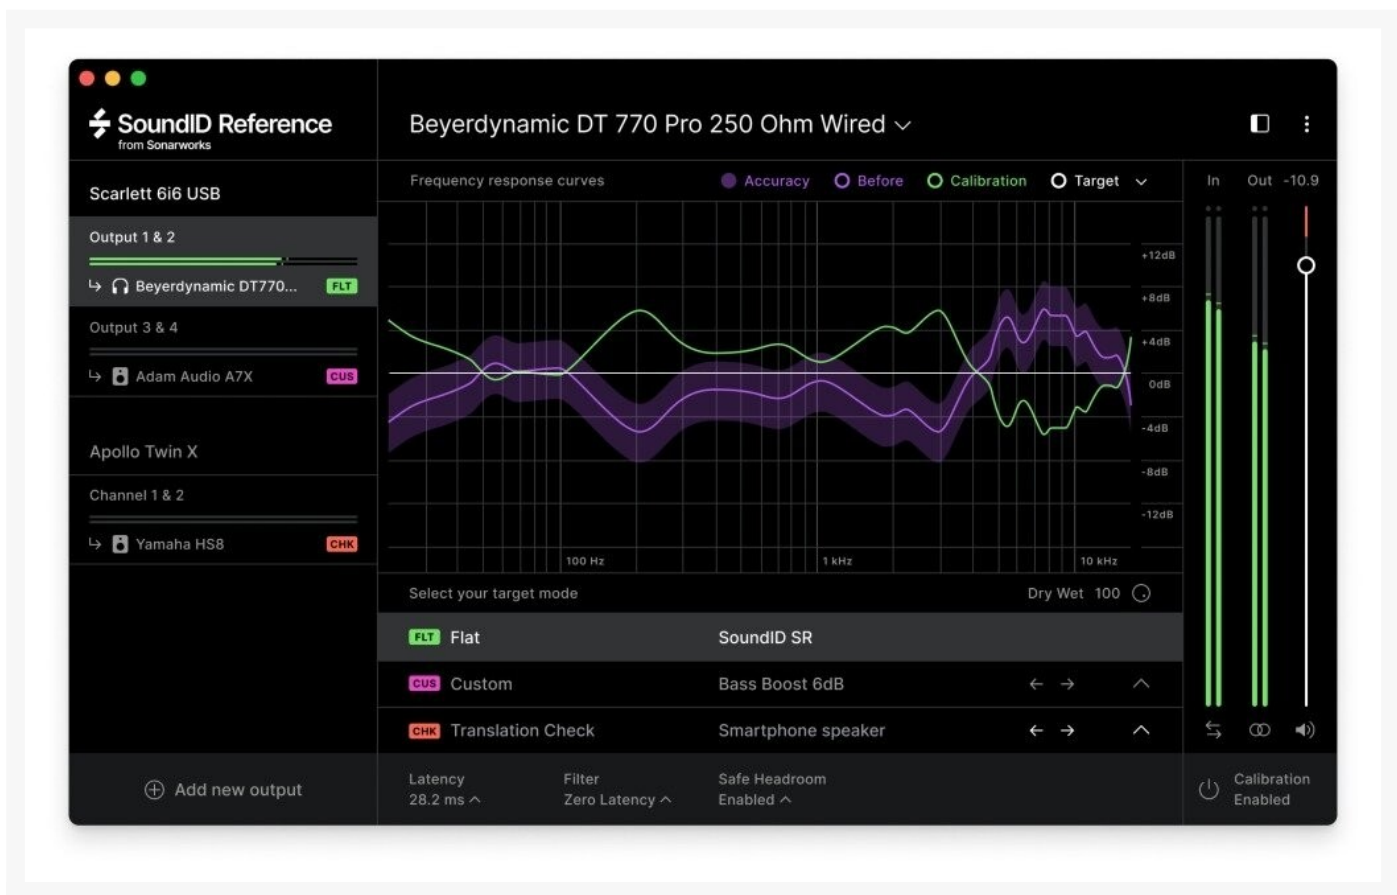 SoundID Reference
from Sonarworks
Beyerdynamic DT 770 Pro 250 Ohm Wired
Scarlett 6i6 USB
Output 1 & 2
Beyerdynamic DT770...
FLT
Output 3 & 4
Adam Audio A7X
CUS
Apollo Twin X
Channel 1 & 2
Yamaha HS8
CHK
Add new output
Frequency response curves
Accuracy
Before
Calibration
Target
In
Out
-10.9
+12dB
+8dB
+4dB
0dB
-4dB
-8dB
-12dB
100 Hz
1 kHz
10 kHz
Select your target mode
Dry Wet 100
FLT Flat
SoundID SR
CUS Custom
Bass Boost 6dB
CHK Translation Check
Smartphone speaker
Latency
28.2 ms
Filter
Zero Latency
Safe Headroom
Enabled
Calibration
Enabled